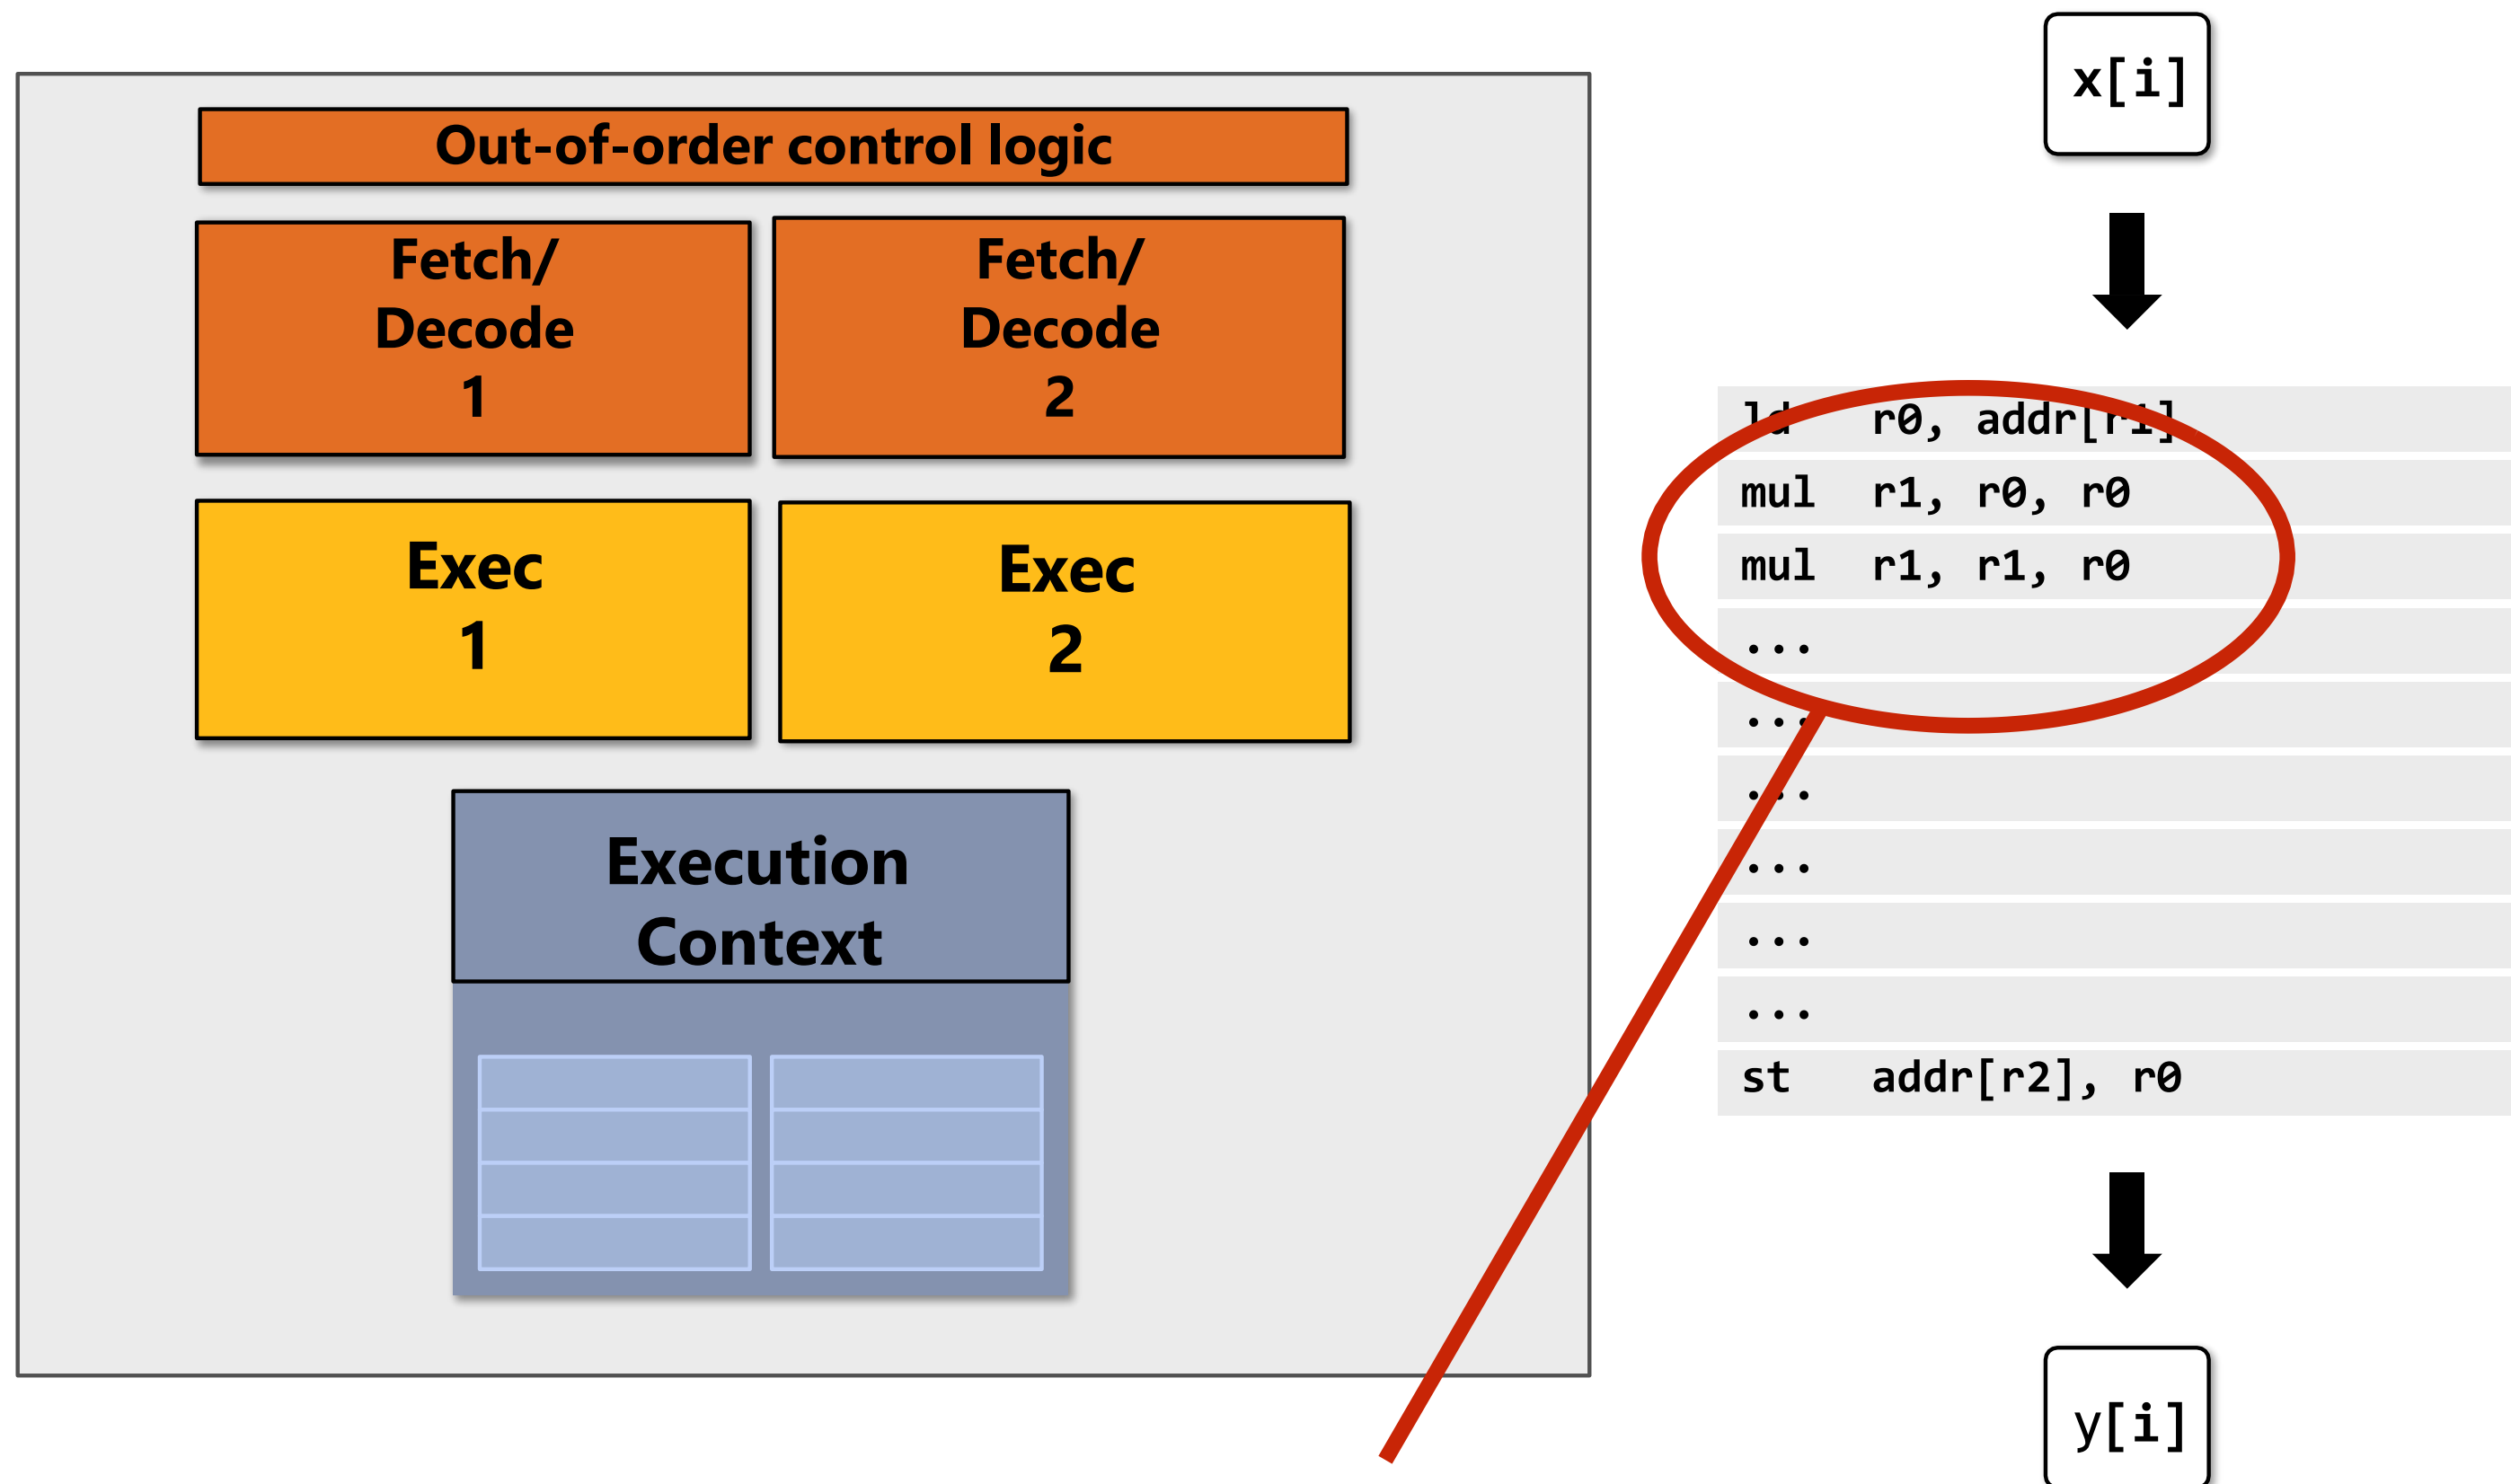 Out-of-order control logic
Fetch/
Decode
1
Fetch/
Decode
2
Exec
1
Exec
2
Execution
Context
x[i]
ld r0, addr[r1]
mul r1, r0, r0
mul r1, r1, r0
...
...
...
...
...
...
st addr[r2], r0
y[i]